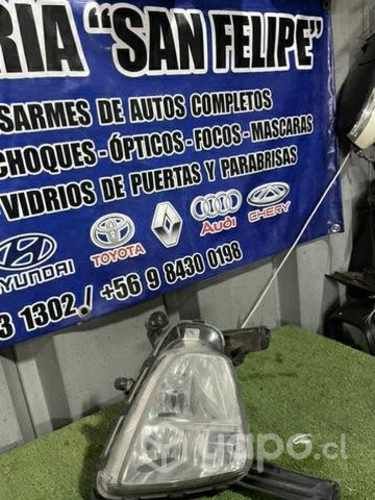 RIA "SAN FELIPE"
SARMES DE AUTOS COMPLETOS
CHOQUES - ÓPTICOS - FOCOS - MASCARAS
VIDRIOS DE PUERTAS Y PARABRISAS
HYUNDAI TOYOTA RENAULT Audi CHERY
3 1302 / +56 9 8430 0198
yapo.cl